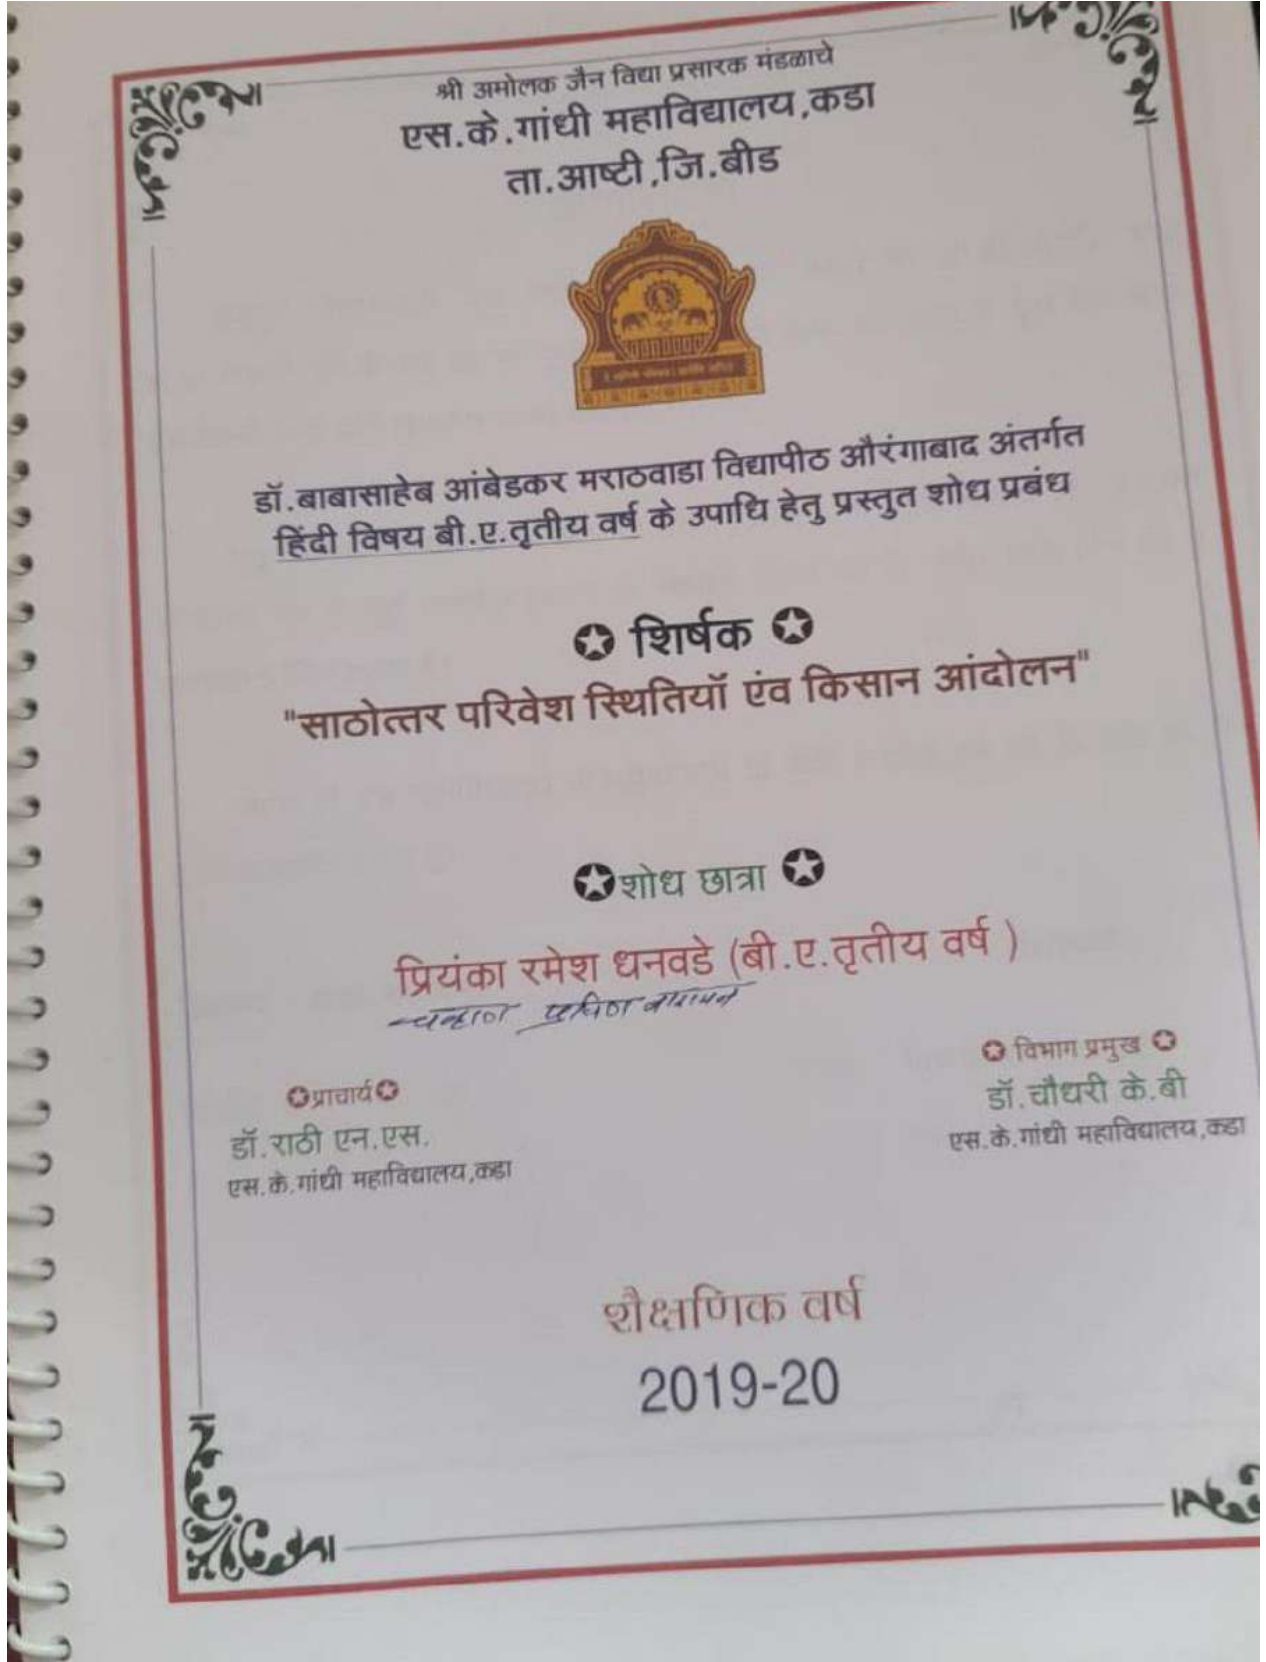 श्री अमोलक जैन विद्या प्रसारक मंडळाचे
एस.के.गांधी महाविद्यालय,कडा
ता.आष्टी,जि.बीड
डॉ.बाबासाहेब आंबेडकर मराठवाडा विद्यापीठ औरंगाबाद अंतर्गत
हिंदी विषय बी.ए.तृतीय वर्ष के उपाधि हेतु प्रस्तुत शोध प्रबंध
✪ शिर्षक ✪
"साठोत्तर परिवेश स्थितियॉ एंव किसान आंदोलन"
✪शोध छात्रा ✪
प्रियंका रमेश धनवडे (बी.ए.तृतीय वर्ष )
चव्हाण
✪ विभाग प्रमुख ✪
डॉ.चौधरी के.बी
एस.के.गांधी महाविद्यालय,कडा
✪प्राचार्य✪
डॉ.राठी एन.एस.
एस.के.गांधी महाविद्यालय,कडा
शैक्षणिक वर्ष
2019-20